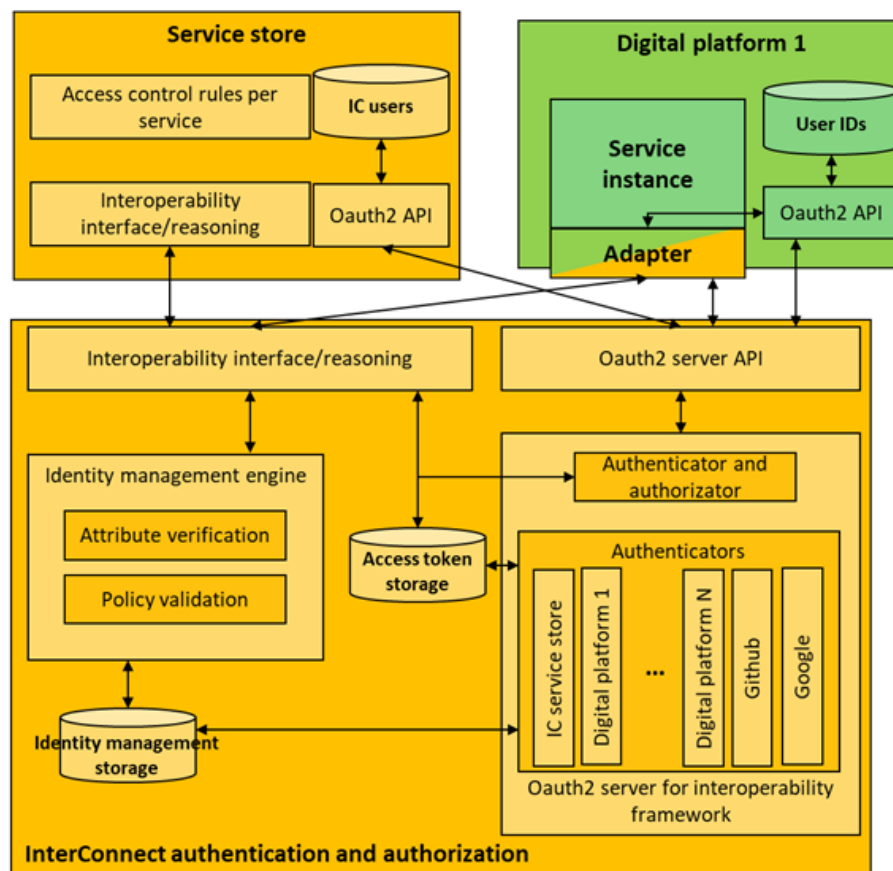 Service store
Access control rules per
service
IC users
Interoperability
interface/reasoning
Oauth2 API
Digital platform 1
Service
instance
User IDs
Oauth2 API
Adapter
Interoperability interface/reasoning
Oauth2 server API
Identity management engine
Attribute verification
Policy validation
Authenticator and
authorizator
Access token
storage
Authenticators
IC service store
Digital platform 1
...
Digital platform N
Github
Google
Identity management
storage
Oauth2 server for interoperability
framework
InterConnect authentication and authorization